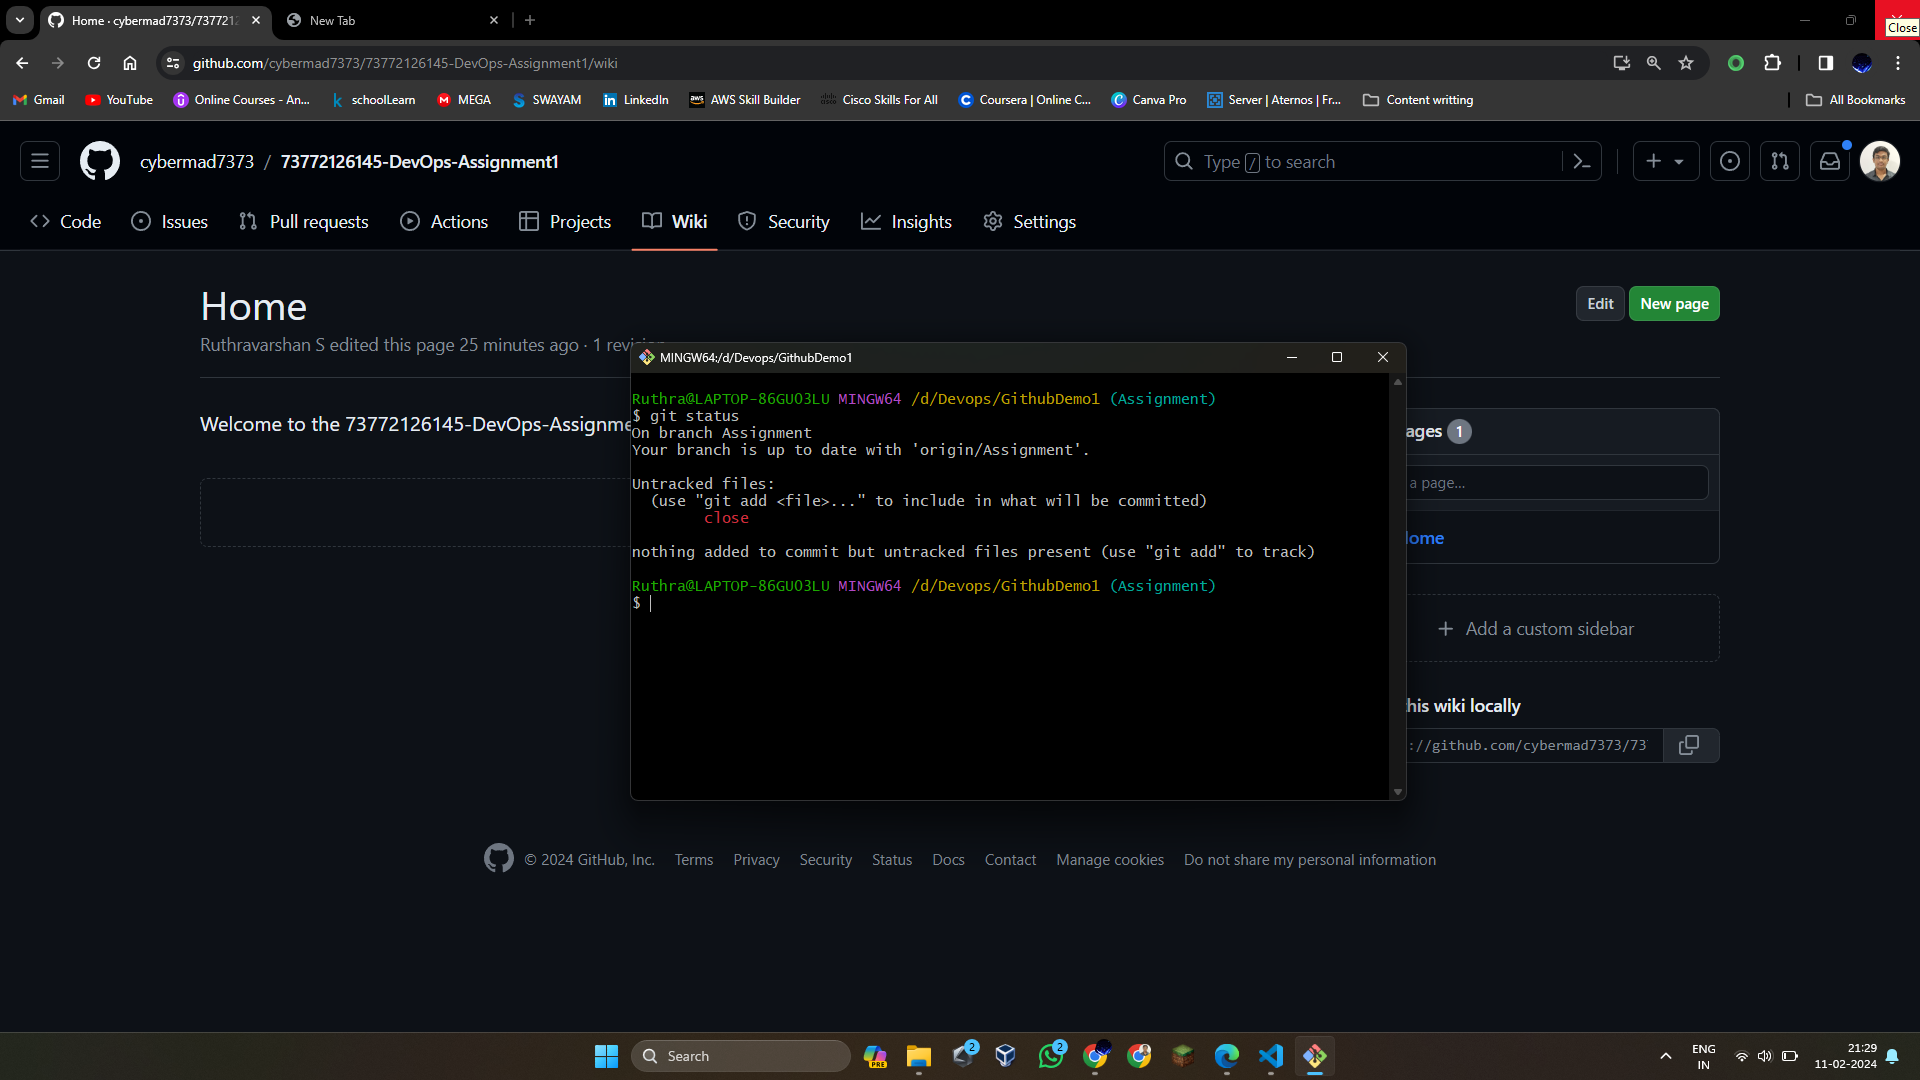 Home · cybermad7373/737721
New Tab
Close
github.com/cybermad7373/73772126145-DevOps-Assignment1/wiki
Gmail
YouTube
Online Courses - An...
schoolLearn
MEGA
SWAYAM
LinkedIn
AWS Skill Builder
Cisco Skills For All
Coursera | Online C...
Canva Pro
Server | Aternos | Fr...
Content writting
All Bookmarks
cybermad7373 / 73772126145-DevOps-Assignment1
Type / to search
Code
Issues
Pull requests
Actions
Projects
Wiki
Security
Insights
Settings
Home
Edit
New page
Ruthravarshan S edited this page 25 minutes ago · 1 revision
MINGW64:/d/Devops/GithubDemo1
Ruthra@LAPTOP-86GUO3LU MINGW64 /d/Devops/GithubDemo1 (Assignment)
$ git status
On branch Assignment
Your branch is up to date with 'origin/Assignment'.
Untracked files:
(use "git add <file>..." to include in what will be committed)
close
nothing added to commit but untracked files present (use "git add" to track)
Ruthra@LAPTOP-86GUO3LU MINGW64 /d/Devops/GithubDemo1 (Assignment)
$
Welcome to the 73772126145-DevOps-Assignme
ages 1
a page...
ome
Add a custom sidebar
his wiki locally
://github.com/cybermad7373/73
© 2024 GitHub, Inc.
Terms
Privacy
Security
Status
Docs
Contact
Manage cookies
Do not share my personal information
Search
PRE
2
2
ENG
IN
21:29
11-02-2024